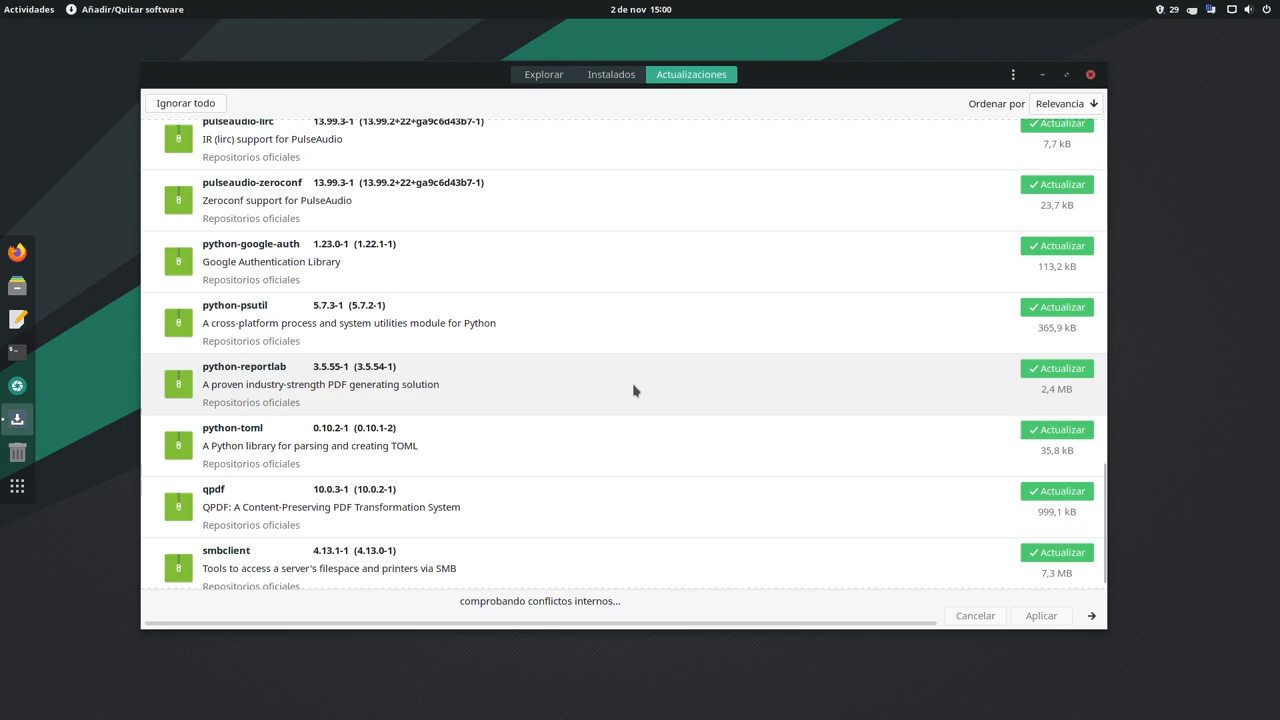 Actividades Añadir/Quitar software 2 de nov 15:00 29
Explorar Instalados Actualizaciones
Ignorar todo Ordenar por Relevancia
pulseaudio-lirc 13.99.3-1 (13.99.2+22+ga9c6d43b7-1) Actualizar
IR (lirc) support for PulseAudio 7,7 kB
Repositorios oficiales
pulseaudio-zeroconf 13.99.3-1 (13.99.2+22+ga9c6d43b7-1) Actualizar
Zeroconf support for PulseAudio 23,7 kB
Repositorios oficiales
python-google-auth 1.23.0-1 (1.22.1-1) Actualizar
Google Authentication Library 113,2 kB
Repositorios oficiales
python-psutil 5.7.3-1 (5.7.2-1) Actualizar
A cross-platform process and system utilities module for Python 365,9 kB
Repositorios oficiales
python-reportlab 3.5.55-1 (3.5.54-1) Actualizar
A proven industry-strength PDF generating solution 2,4 MB
Repositorios oficiales
python-toml 0.10.2-1 (0.10.1-2) Actualizar
A Python library for parsing and creating TOML 35,8 kB
Repositorios oficiales
qpdf 10.0.3-1 (10.0.2-1) Actualizar
QPDF: A Content-Preserving PDF Transformation System 999,1 kB
Repositorios oficiales
smbclient 4.13.1-1 (4.13.0-1) Actualizar
Tools to access a server's filespace and printers via SMB 7,3 MB
Repositorios oficiales
comprobando conflictos internos...
Cancelar Aplicar